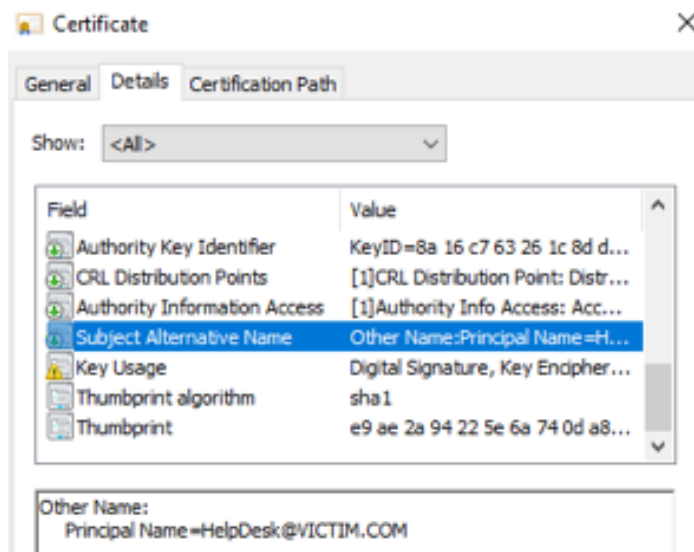 Certificate
General Details Certification Path
Show: <All>
Field Value
Authority Key Identifier KeyID=8a 16 c7 63 26 1c 8d d...
CRL Distribution Points [1]CRL Distribution Point: Distr...
Authority Information Access [1]Authority Info Access: Acc...
Subject Alternative Name Other Name:Principal Name=H...
Key Usage Digital Signature, Key Encipher...
Thumbprint algorithm sha1
Thumbprint e9 ae 2a 94 22 5e 6a 74 0d a8...
Other Name:
Principal Name=HelpDesk@VICTIM.COM